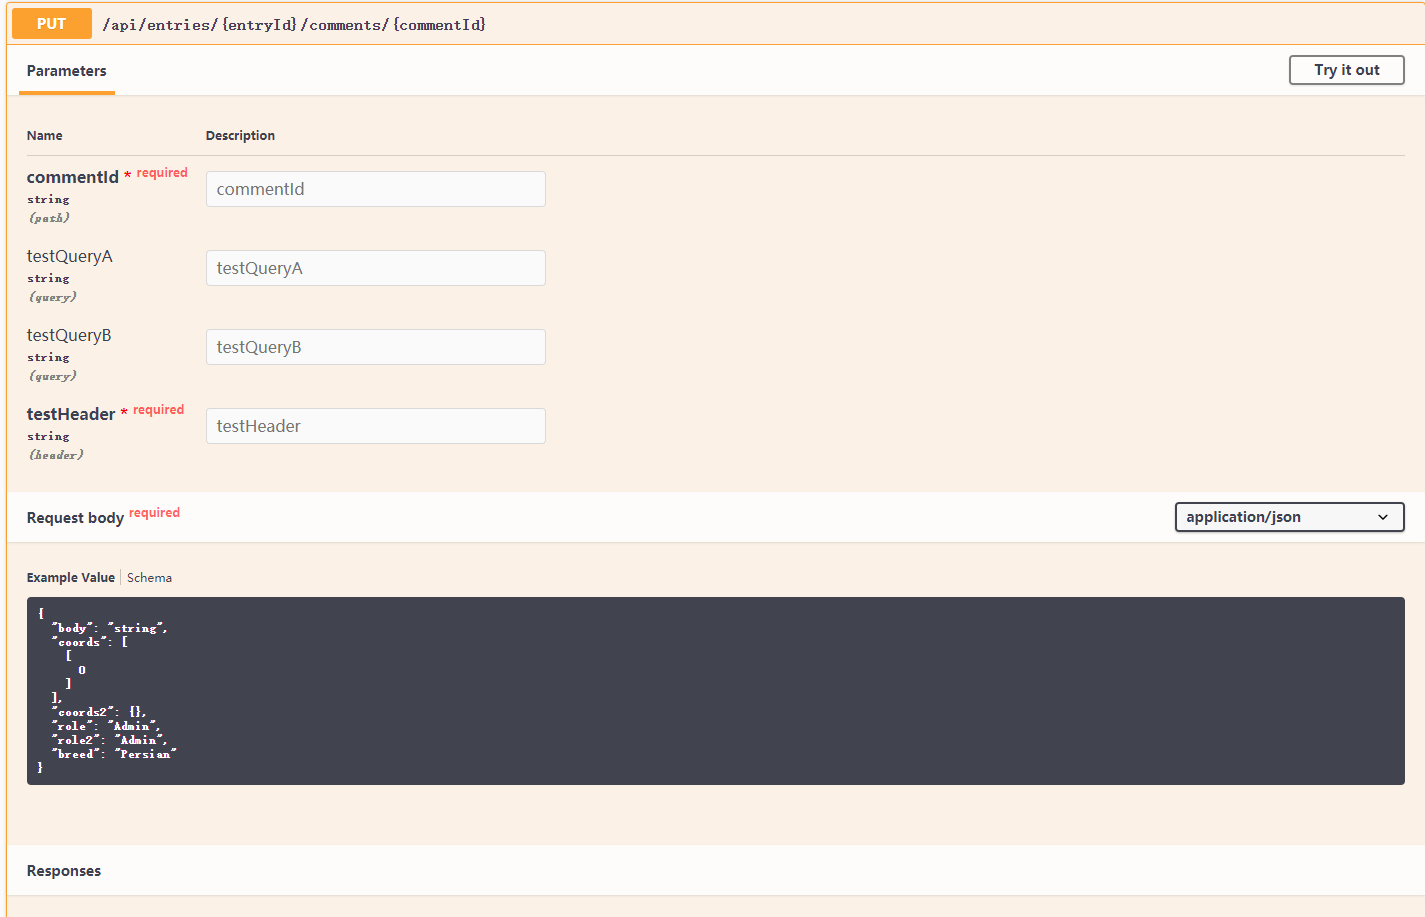 PUT /api/entries/{entryId}/comments/{commentId}
Parameters
Try it out
Name Description
commentId * required
string
(path)
commentId
testQueryA
string
(query)
testQueryA
testQueryB
string
(query)
testQueryB
testHeader * required
string
(header)
testHeader
Request body required
application/json
Example Value Schema
{
  "body": "string",
  "coords": [
    [
      0
    ]
  ],
  "coords2": {},
  "role": "Admin",
  "role2": "Admin",
  "breed": "Persian"
}
Responses